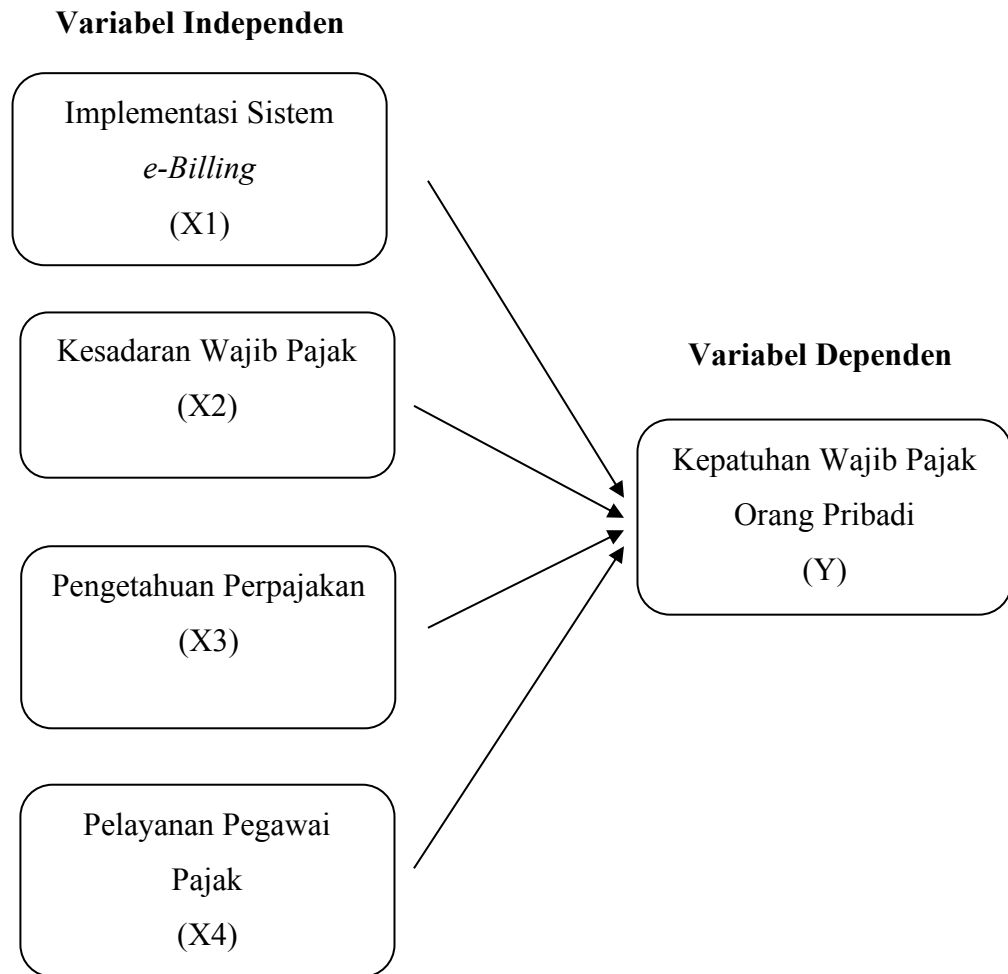 Variabel Independen
Implementasi Sistem
e-Billing
(X1)
Kesadaran Wajib Pajak
(X2)
Pengetahuan Perpajakan
(X3)
Pelayanan Pegawai
Pajak
(X4)
Variabel Dependen
Kepatuhan Wajib Pajak
Orang Pribadi
(Y)